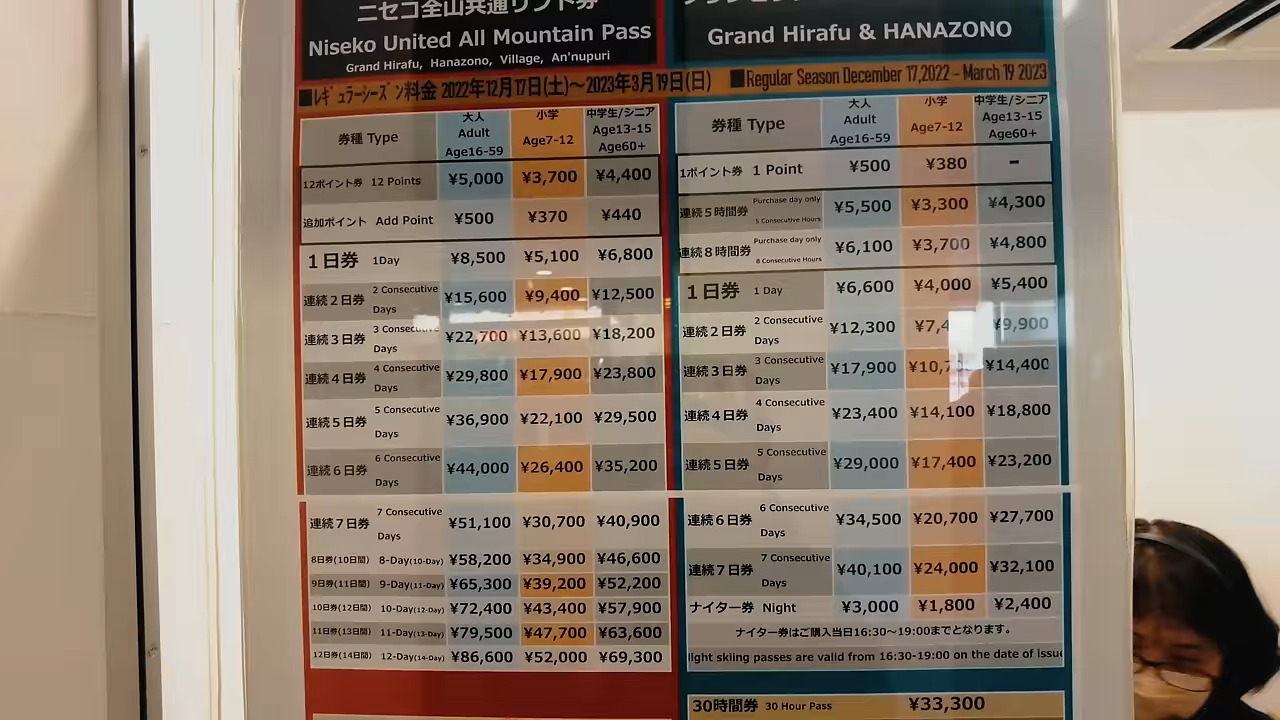 ニセコ全山共通リフト券
Niseko United All Mountain Pass
Grand Hirafu, Hanazono, Village, An'nupuri
Grand Hirafu & HANAZONO
■レギュラーシーズン料金 2022年12月17日(土)～2023年3月19日(日) ■Regular Season December 17,2022 - March 19 2023
券種 Type 大人 Adult Age16-59 小学 Age7-12 中学生/シニア Age13-15 Age60+
12ポイント券 12 Points ¥5,000 ¥3,700 ¥4,400
追加ポイント Add Point ¥500 ¥370 ¥440
1日券 1Day ¥8,500 ¥5,100 ¥6,800
連続2日券 2 Consecutive Days ¥15,600 ¥9,400 ¥12,500
連続3日券 3 Consecutive Days ¥22,700 ¥13,600 ¥18,200
連続4日券 4 Consecutive Days ¥29,800 ¥17,900 ¥23,800
連続5日券 5 Consecutive Days ¥36,900 ¥22,100 ¥29,500
連続6日券 6 Consecutive Days ¥44,000 ¥26,400 ¥35,200
連続7日券 7 Consecutive Days ¥51,100 ¥30,700 ¥40,900
8日券(10日間) 8-Day(10-Day) ¥58,200 ¥34,900 ¥46,600
9日券(11日間) 9-Day(11-Day) ¥65,300 ¥39,200 ¥52,200
10日券(12日間) 10-Day(12-Day) ¥72,400 ¥43,400 ¥57,900
11日券(13日間) 11-Day(13-Day) ¥79,500 ¥47,700 ¥63,600
12日券(14日間) 12-Day(14-Day) ¥86,600 ¥52,000 ¥69,300
券種 Type 大人 Adult Age16-59 小学 Age7-12 中学生/シニア Age13-15 Age60+
1ポイント券 1 Point ¥500 ¥380 -
連続5時間券 Purchase day only 5 Consecutive Hours ¥5,500 ¥3,300 ¥4,300
連続8時間券 Purchase day only 8 Consecutive Hours ¥6,100 ¥3,700 ¥4,800
1日券 1 Day ¥6,600 ¥4,000 ¥5,400
連続2日券 2 Consecutive Days ¥12,300 ¥7,4 ¥9,900
連続3日券 3 Consecutive Days ¥17,900 ¥10,7 ¥14,400
連続4日券 4 Consecutive Days ¥23,400 ¥14,100 ¥18,800
連続5日券 5 Consecutive Days ¥29,000 ¥17,400 ¥23,200
連続6日券 6 Consecutive Days ¥34,500 ¥20,700 ¥27,700
連続7日券 7 Consecutive Days ¥40,100 ¥24,000 ¥32,100
ナイター券 Night ¥3,000 ¥1,800 ¥2,400
ナイター券はご購入当日16:30～19:00までとなります。
light skiing passes are valid from 16:30-19:00 on the date of issue
30時間券 30 Hour Pass ¥33,300